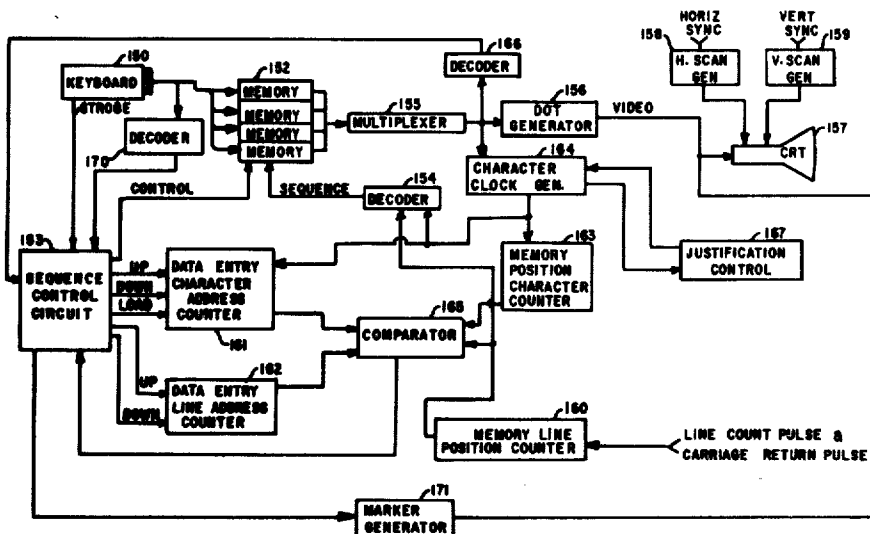 HORIZ
SYNC
VERT
SYNC
158
H. SCAN
GEN
V. SCAN
GEN
159
166
DECODER
150
KEYBOARD
STROBE
152
MEMORY
MEMORY
MEMORY
MEMORY
155
MULTIPLEXER
156
DOT
GENERATOR
VIDEO
157
CRT
170
DECODER
CONTROL
SEQUENCE
154
DECODER
164
CHARACTER
CLOCK GEN.
153
SEQUENCE
CONTROL
CIRCUIT
UP
DOWN
LOAD
DATA ENTRY
CHARACTER
ADDRESS
COUNTER
161
163
MEMORY
POSITION
CHARACTER
COUNTER
167
JUSTIFICATION
CONTROL
165
COMPARATOR
UP
DOWN
162
DATA ENTRY
LINE ADDRESS
COUNTER
160
MEMORY LINE
POSITION COUNTER
LINE COUNT PULSE &
CARRIAGE RETURN PULSE
171
MARKER
GENERATOR